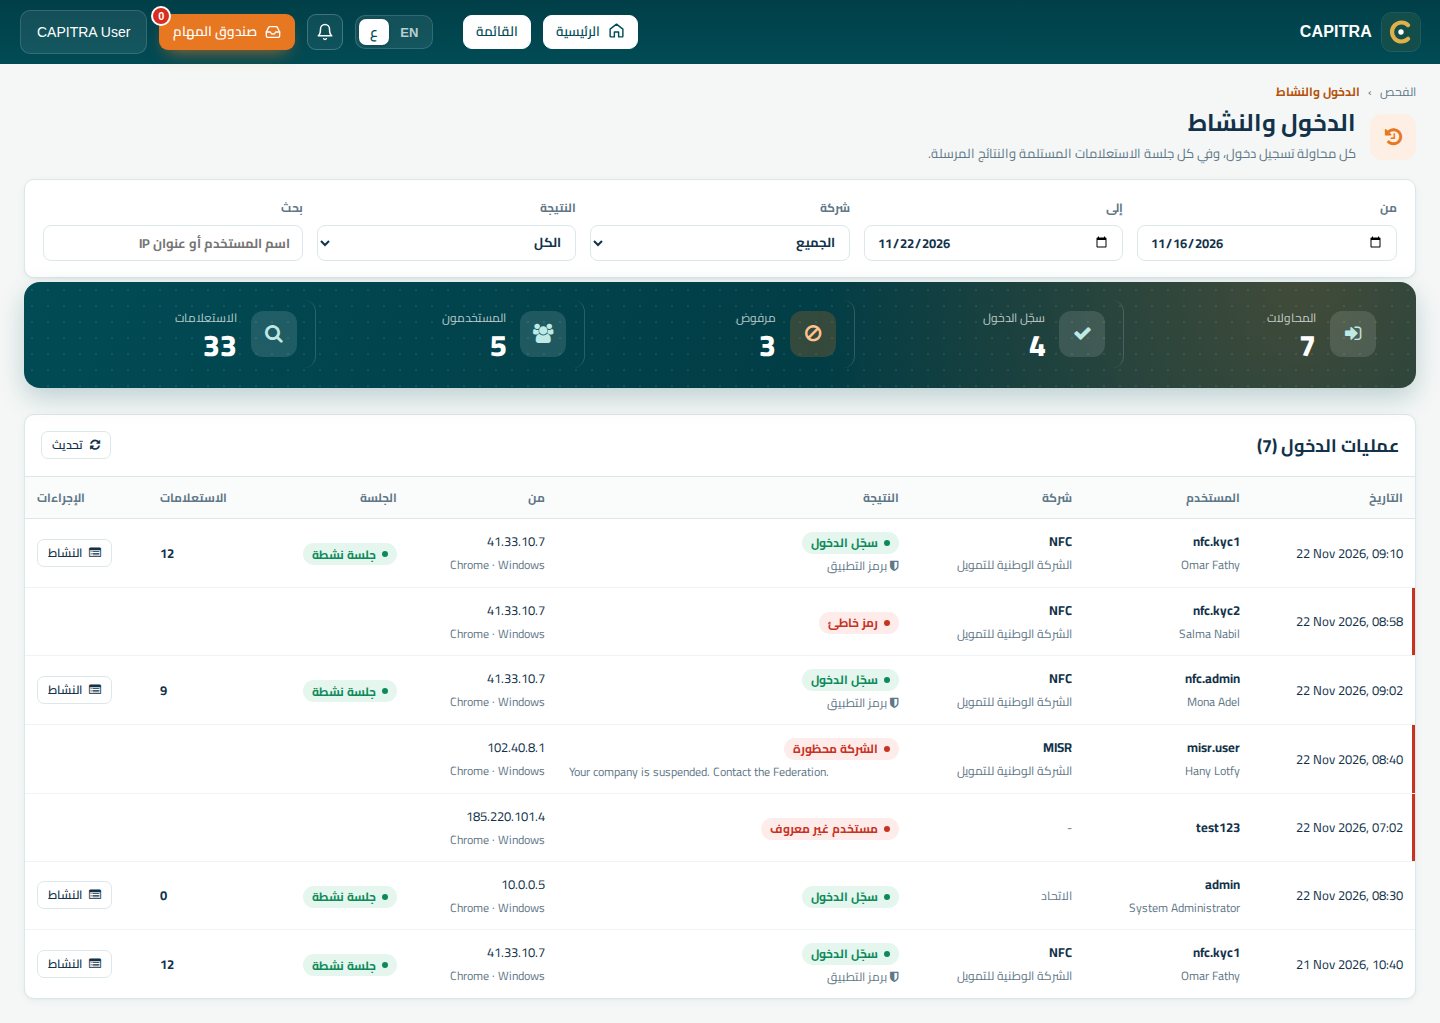 CAPITRA
الرئيسية
القائمة
EN
ع
صندوق المهام
0
CAPITRA User
الفحص › الدخول والنشاط
الدخول والنشاط
كل محاولة تسجيل دخول، وفي كل جلسة الاستعلامات المستلمة والنتائج المرسلة.
من
إلى
شركة
النتيجة
بحث
11/16/2026
11/22/2026
الجميع
الكل
اسم المستخدم أو عنوان IP
المحاولات
7
سجّل الدخول
4
مرفوض
3
المستخدمون
5
الاستعلامات
33
عمليات الدخول (7)
تحديث
التاريخ المستخدم شركة النتيجة من الجلسة الاستعلامات الإجراءات
22 Nov 2026, 09:10
nfc.kyc1
Omar Fathy
NFC
الشركة الوطنية للتمويل
سجّل الدخول
برمز التطبيق
41.33.10.7
Chrome · Windows
جلسة نشطة
12
النشاط
22 Nov 2026, 08:58
nfc.kyc2
Salma Nabil
NFC
الشركة الوطنية للتمويل
رمز خاطئ
41.33.10.7
Chrome · Windows
22 Nov 2026, 09:02
nfc.admin
Mona Adel
NFC
الشركة الوطنية للتمويل
سجّل الدخول
برمز التطبيق
41.33.10.7
Chrome · Windows
جلسة نشطة
9
النشاط
22 Nov 2026, 08:40
misr.user
Hany Lotfy
MISR
الشركة الوطنية للتمويل
الشركة محظورة
Your company is suspended. Contact the Federation.
102.40.8.1
Chrome · Windows
22 Nov 2026, 07:02
test123
-
مستخدم غير معروف
185.220.101.4
Chrome · Windows
22 Nov 2026, 08:30
admin
System Administrator
الاتحاد
سجّل الدخول
10.0.0.5
Chrome · Windows
جلسة نشطة
0
النشاط
21 Nov 2026, 10:40
nfc.kyc1
Omar Fathy
NFC
الشركة الوطنية للتمويل
سجّل الدخول
برمز التطبيق
41.33.10.7
Chrome · Windows
جلسة نشطة
12
النشاط